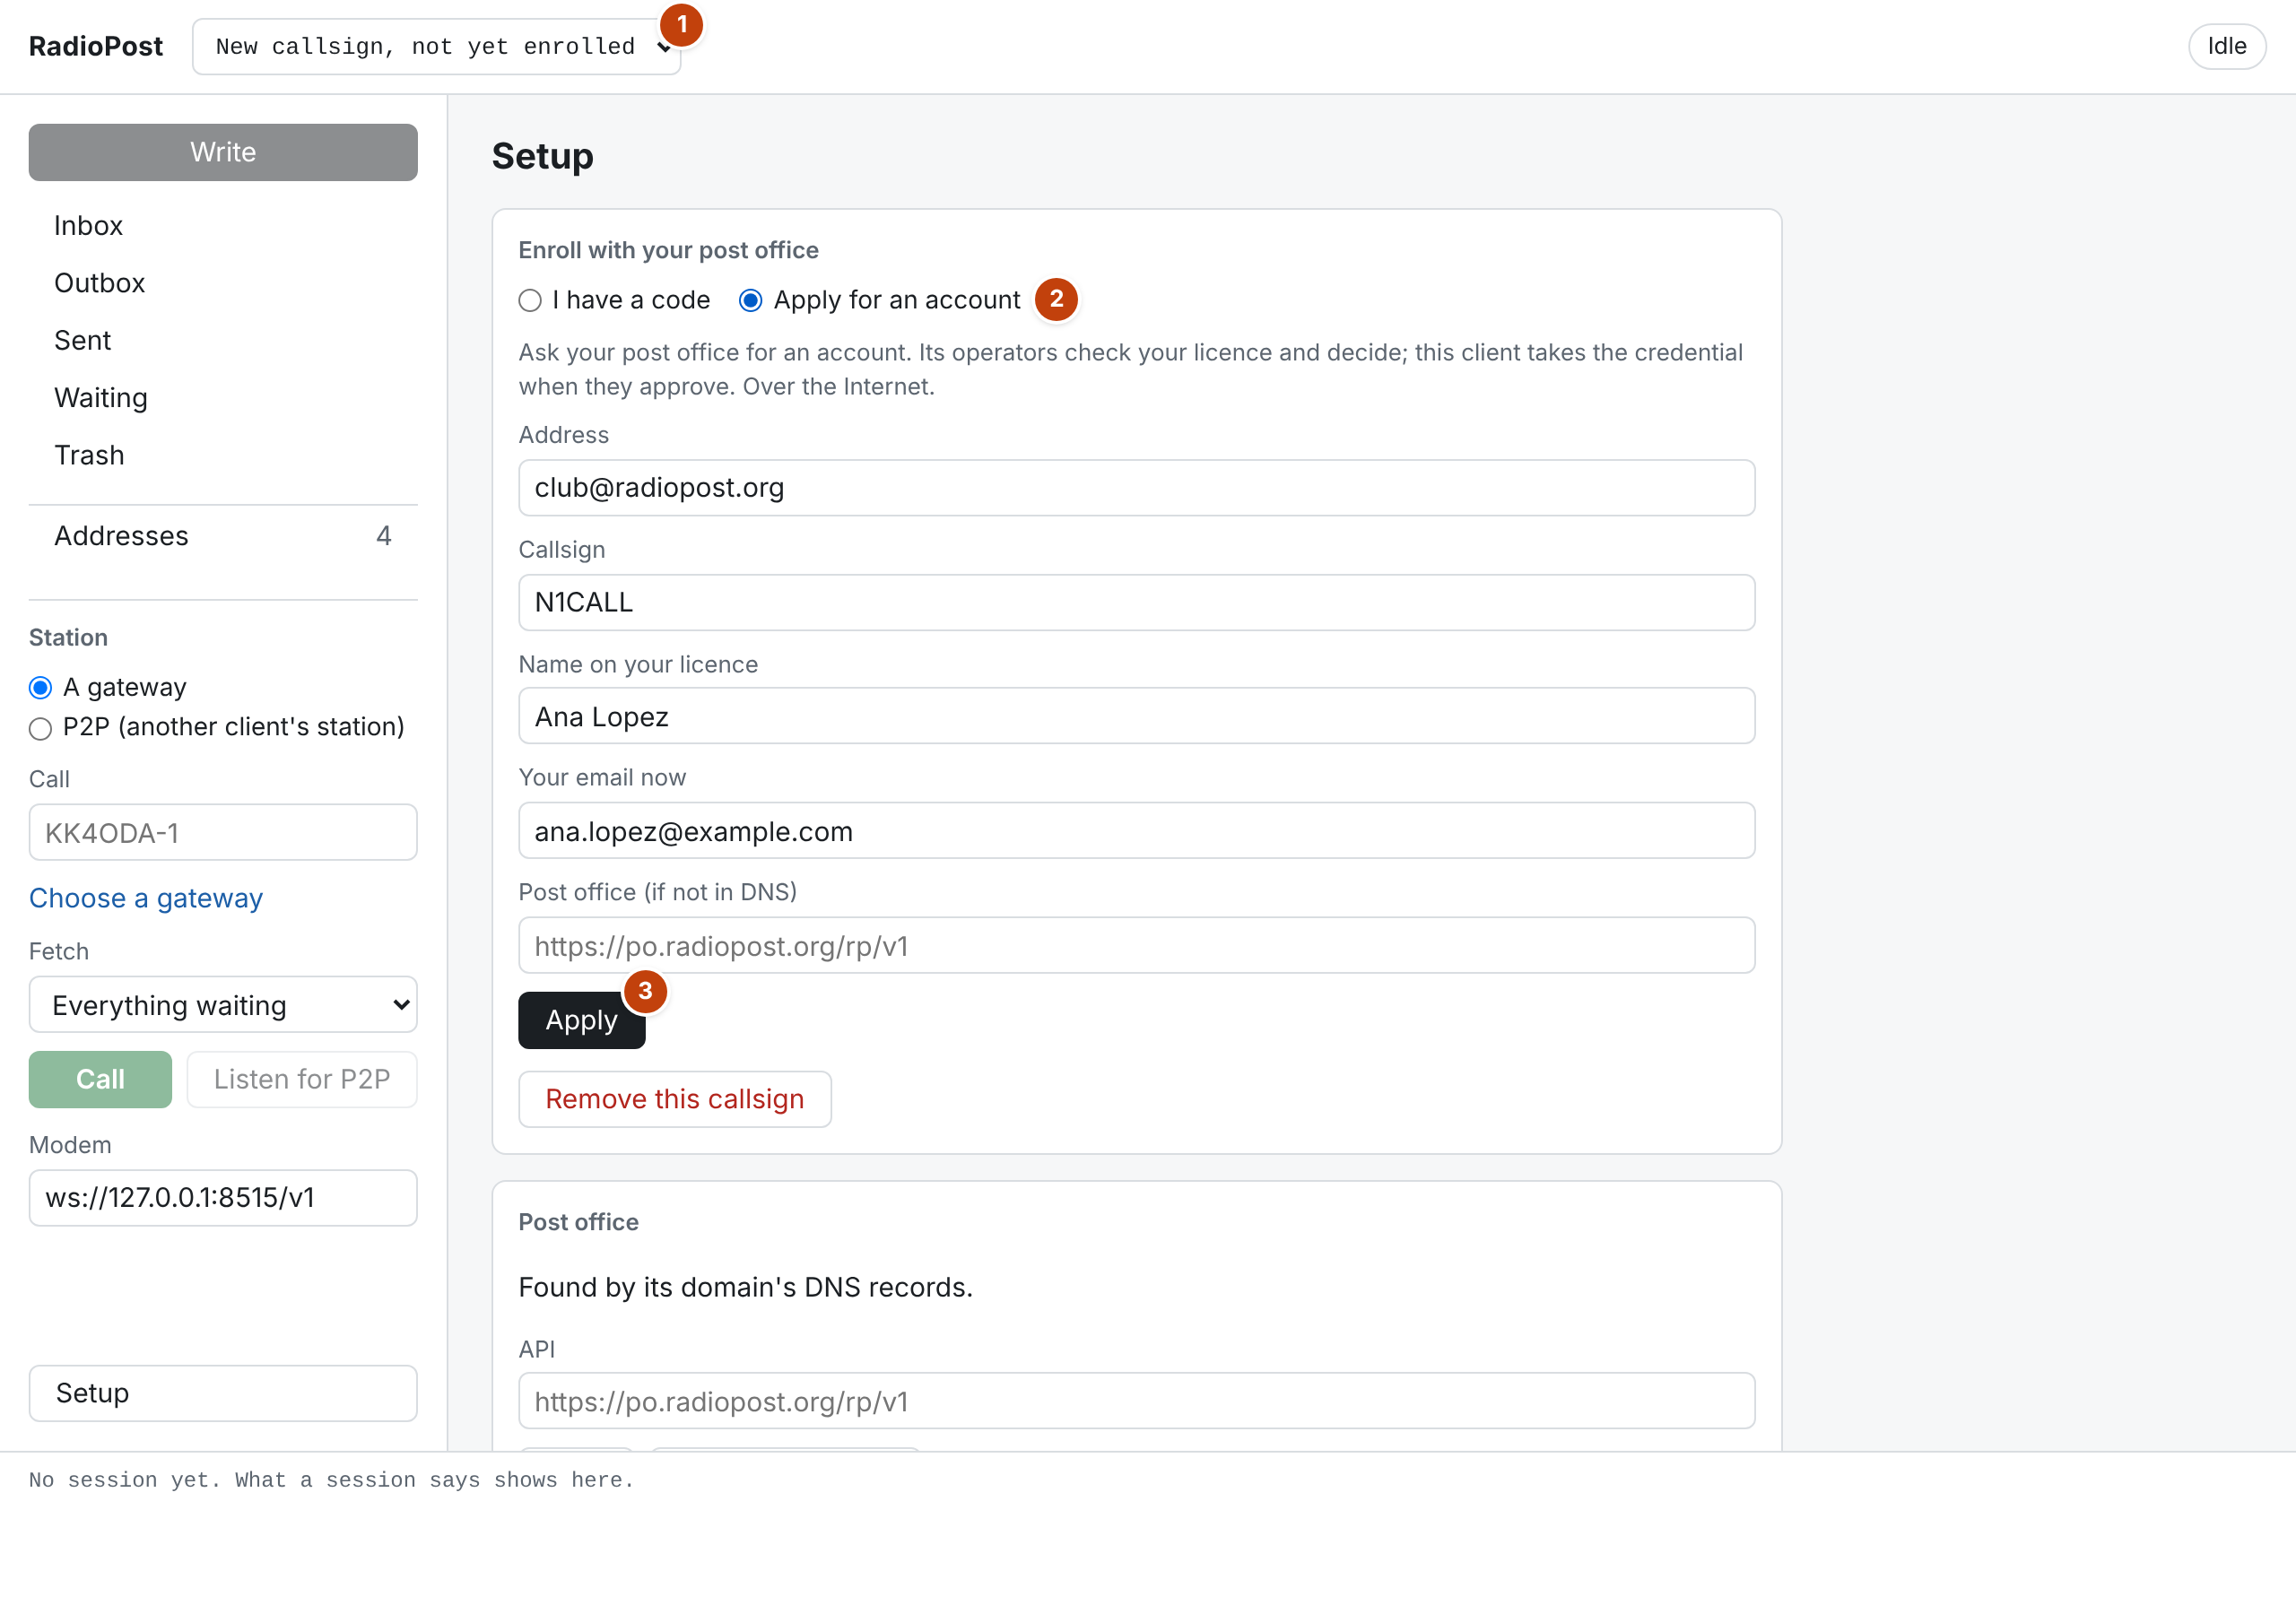 RadioPost
New callsign, not yet enrolled
1
Idle
Write
Inbox
Outbox
Sent
Waiting
Trash
Addresses 4
Station
A gateway
P2P (another client's station)
Call
KK4ODA-1
Choose a gateway
Fetch
Everything waiting
Call
Listen for P2P
Modem
ws://127.0.0.1:8515/v1
Setup
Setup
Enroll with your post office
I have a code
Apply for an account
2
Ask your post office for an account. Its operators check your licence and decide; this client takes the credential
when they approve. Over the Internet.
Address
club@radiopost.org
Callsign
N1CALL
Name on your licence
Ana Lopez
Your email now
ana.lopez@example.com
Post office (if not in DNS)
https://po.radiopost.org/rp/v1
3
Apply
Remove this callsign
Post office
Found by its domain's DNS records.
API
https://po.radiopost.org/rp/v1
No session yet. What a session says shows here.